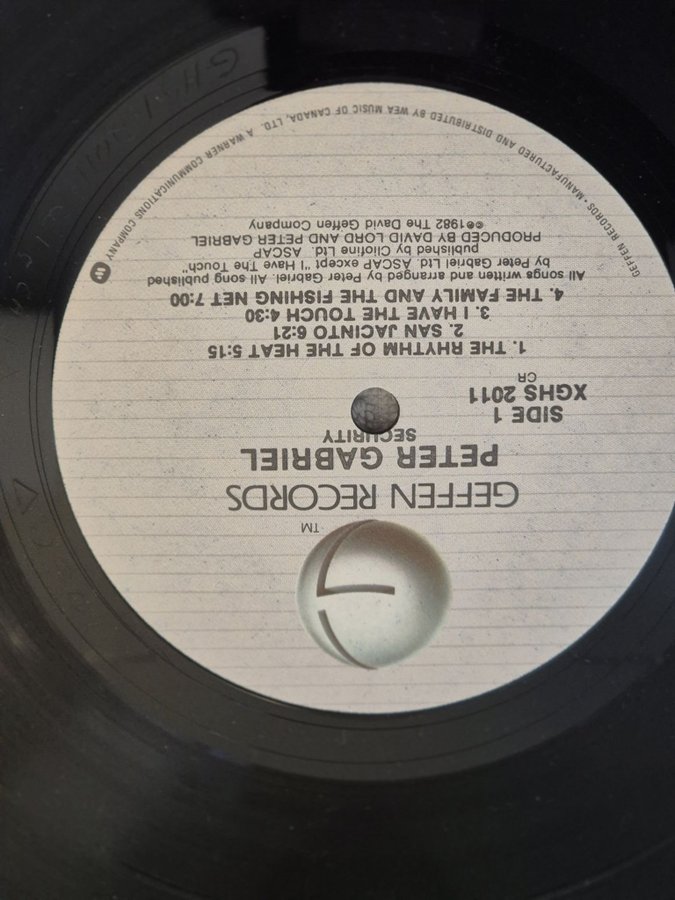 TM
GEFFEN RECORDS
PETER GABRIEL
SECURITY
SIDE 1
XGHS 2011
CR
1. THE RHYTHM OF THE HEAT 5:15
2. SAN JACINTO 6:21
3. I HAVE THE TOUCH 4:30
4. THE FAMILY AND THE FISHING NET 7:00
All songs written and arranged by Peter Gabriel. All songs published
by Peter Gabriel Ltd. ASCAP except "I Have The Touch"
published by Cliofine Ltd. ASCAP
PRODUCED BY DAVID LORD AND PETER GABRIEL
©℗1982 The David Geffen Company
GEFFEN RECORDS • MANUFACTURED AND DISTRIBUTED BY WEA MUSIC OF CANADA, LTD. A WARNER COMMUNICATIONS COMPANY